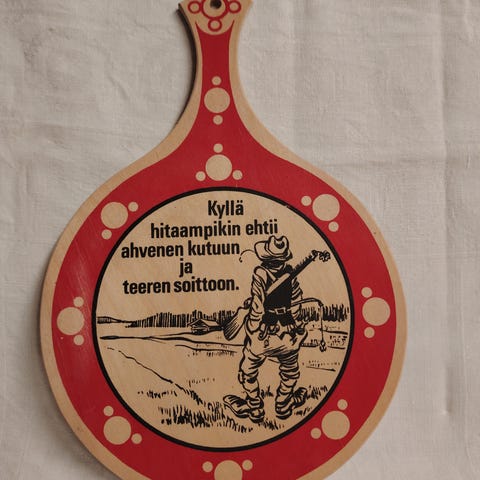 Kyllä
hitaampikin ehtii
ahvenen kutuun
ja
teeren soittoon.